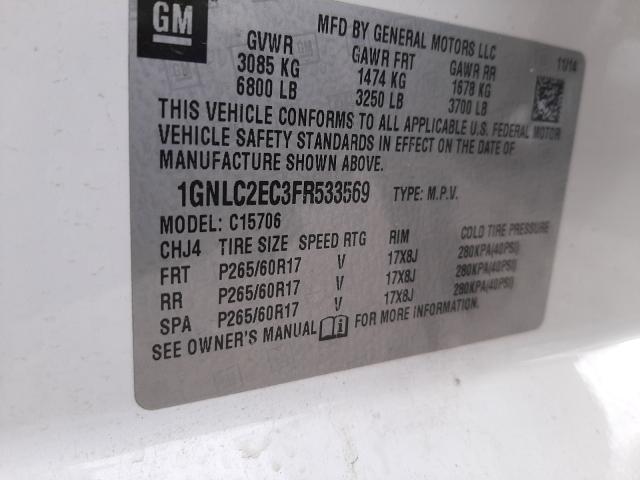 GM
MFD BY GENERAL MOTORS LLC
GVWR GAWR FRT GAWR RR 11/14
3085 KG 1474 KG 1678 KG
6800 LB 3250 LB 3700 LB
THIS VEHICLE CONFORMS TO ALL APPLICABLE U.S. FEDERAL MOTOR
VEHICLE SAFETY STANDARDS IN EFFECT ON THE DATE OF
MANUFACTURE SHOWN ABOVE.
1GNLC2EC3FR533569 TYPE: M.P.V.
MODEL: C15706
CHJ4 TIRE SIZE SPEED RTG RIM COLD TIRE PRESSURE
FRT P265/60R17 V 17X8J 280KPA(40PSI)
RR P265/60R17 V 17X8J 280KPA(40PSI)
SPA P265/60R17 V 17X8J 280KPA(40PSI)
SEE OWNER'S MANUAL FOR MORE INFORMATION.